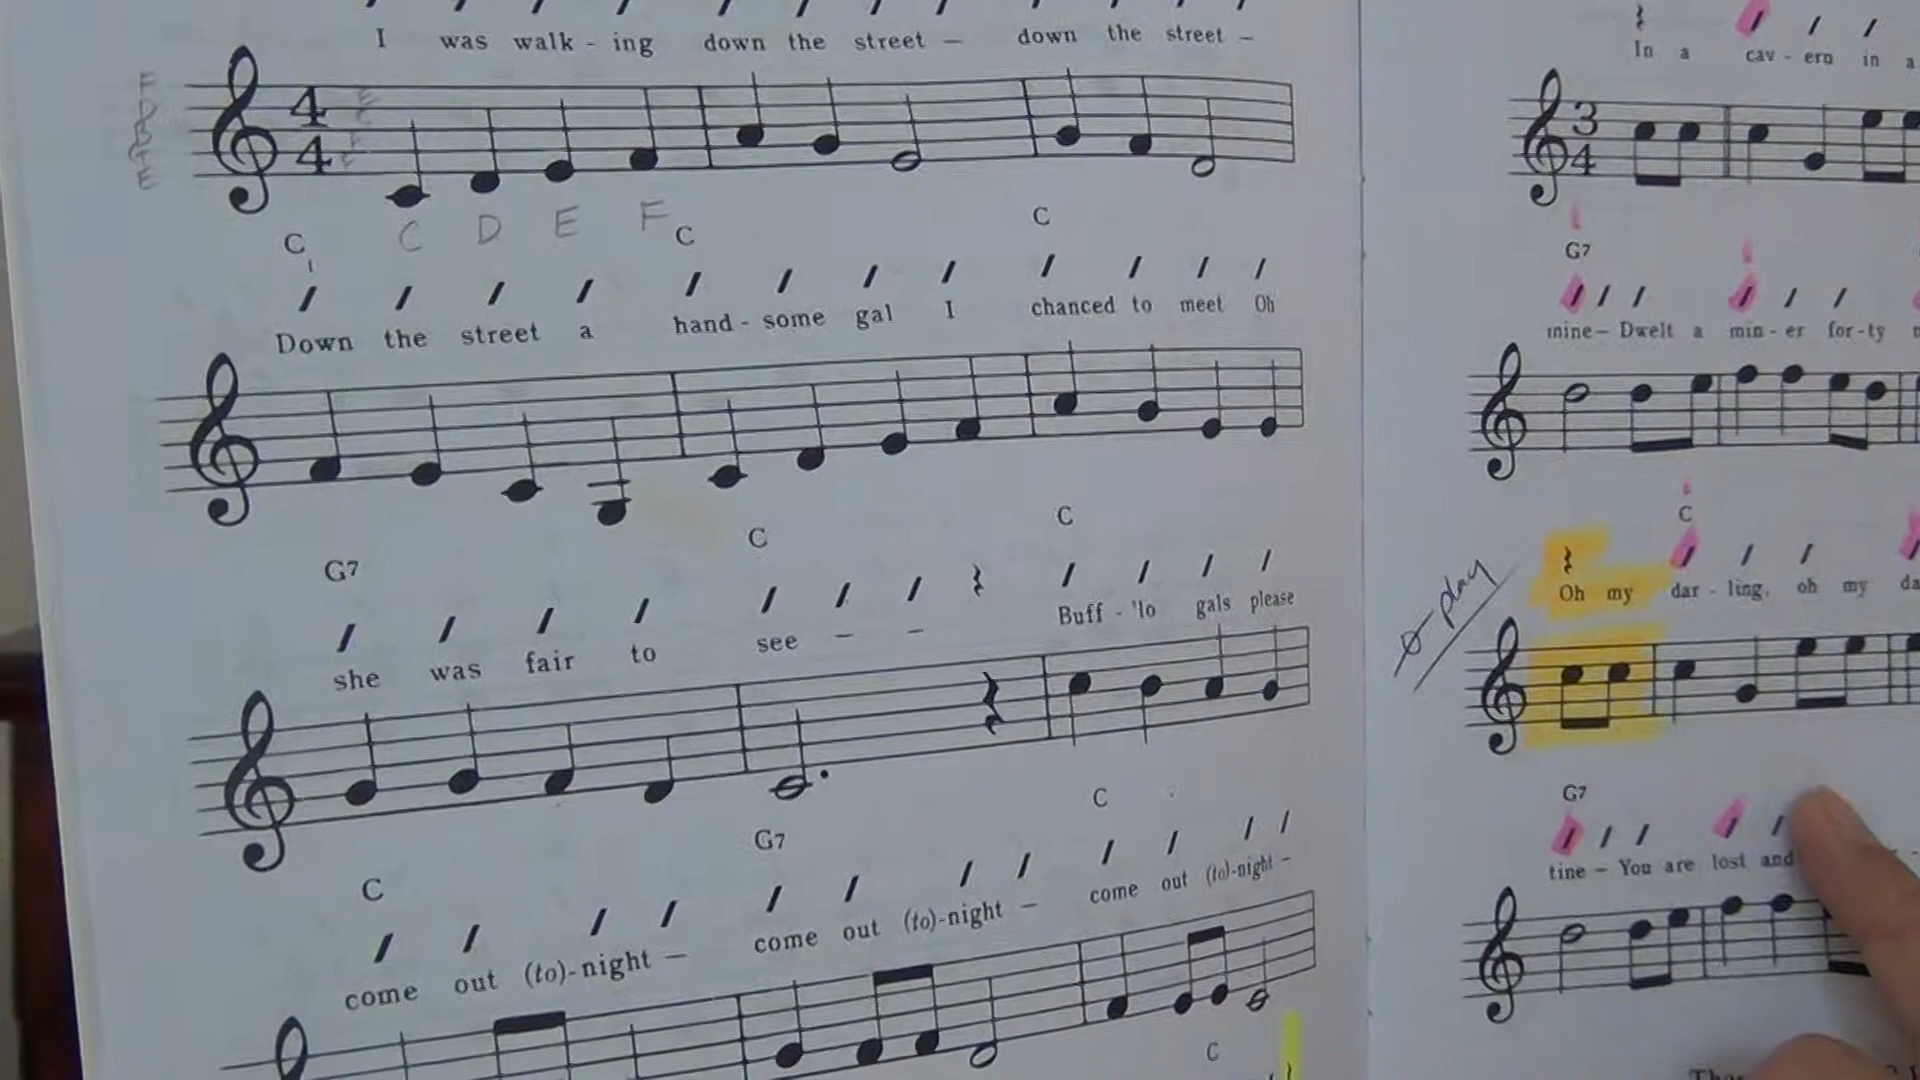 I was walk - ing down the street — down the street —
F
D
B
E
4
4
C D E F
C C C
Down the street a hand - some gal I chanced to meet Oh
G7 C C
she was fair to see — — Buff - 'lo gals please
C G7 C
come out (to)-night — come out (to)-night — come out (to)-night —
C
In a cav - ern in a
3
4
G7
mine – Dwelt a min - er for - ty
C
Oh my dar - ling, oh my da
play
G7
tine – You are lost and